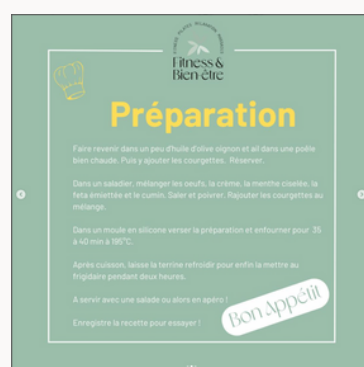 Fitness &
Bien-être
Préparation
Faire revenir dans un peu d'huile d'olive oignon et ail dans une poêle
bien chaude. Puis y ajouter les courgettes. Réserver.
Dans un saladier, mélanger les oeufs, la crème, la menthe ciselée, la
feta émiettée et le cumin. Saler et poivrer. Rajouter les courgettes au
mélange.
Dans un moule en silicone verser la préparation et enfourner pour 35
à 40 min à 195°C.
Après cuisson, laisse la terrine refroidir pour enfin la mettre au
frigidaire pendant deux heures.
A servir avec une salade ou alors en apéro !
Enregistre la recette pour essayer !
Bon Appétit